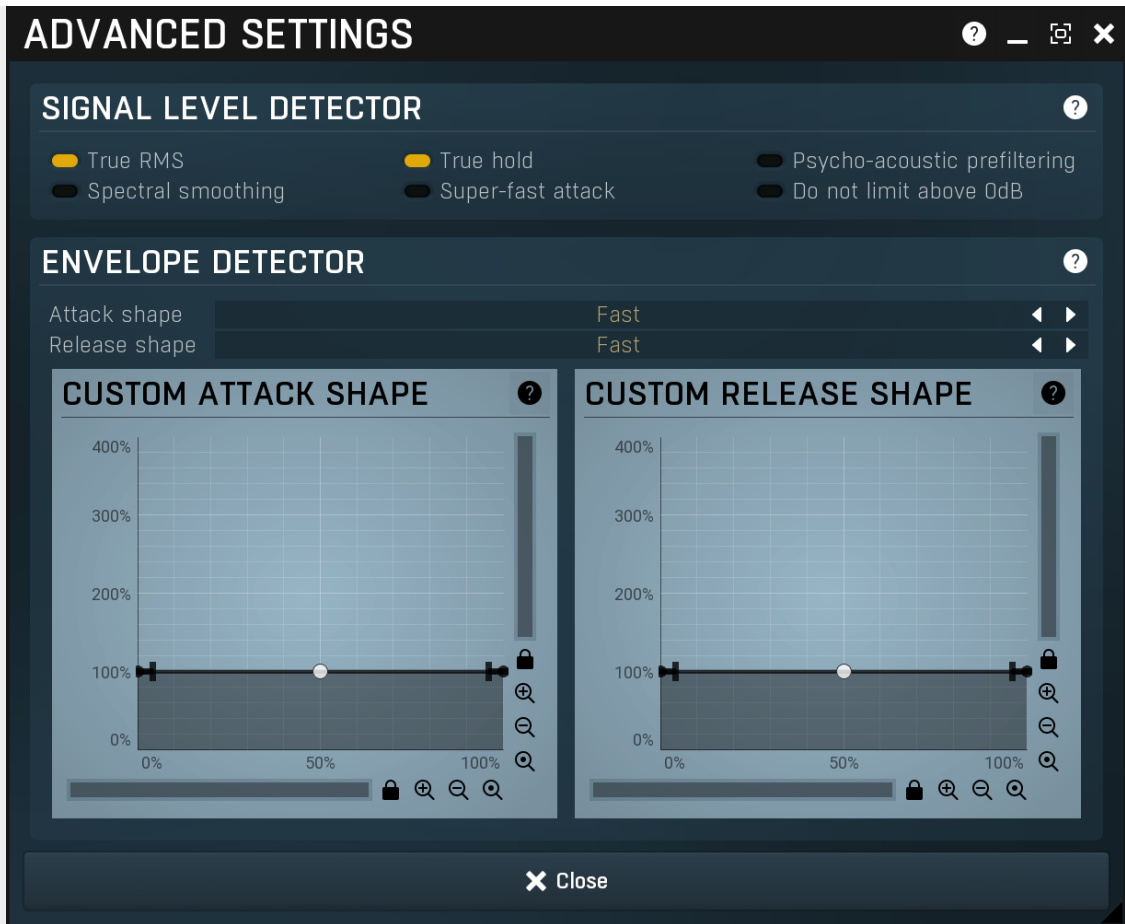 ADVANCED SETTINGS ?
SIGNAL LEVEL DETECTOR ?
True RMS True hold Psycho-acoustic prefiltering
Spectral smoothing Super-fast attack Do not limit above 0dB
ENVELOPE DETECTOR ?
Attack shape Fast
Release shape Fast
CUSTOM ATTACK SHAPE ?
400%
300%
200%
100%
0%
0% 50% 100%
CUSTOM RELEASE SHAPE ?
400%
300%
200%
100%
0%
0% 50% 100%
Close